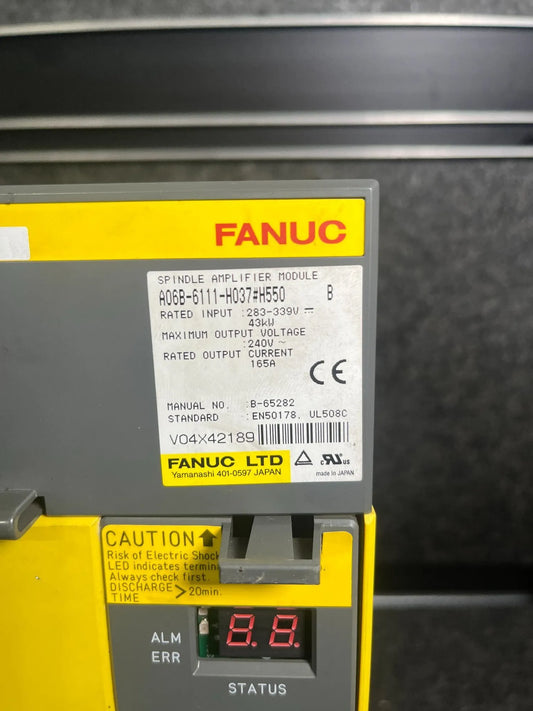 FANUC
SPINDLE AMPLIFIER MODULE
A06B-6111-H037#H550 B
RATED INPUT :283-339V
43kW
MAXIMUM OUTPUT VOLTAGE
:240V ~
RATED OUTPUT CURRENT
165A
CE
MANUAL NO. :B-65282
STANDARD :EN50178, UL508C
V04X42189
FANUC LTD
Yamanashi 401-0597 JAPAN
c RU us
made in JAPAN
CAUTION
Risk of Electric Shock
LED indicates
Always check first.
DISCHARGE > 20min.
TIME
8.8.
ALM
ERR
STATUS